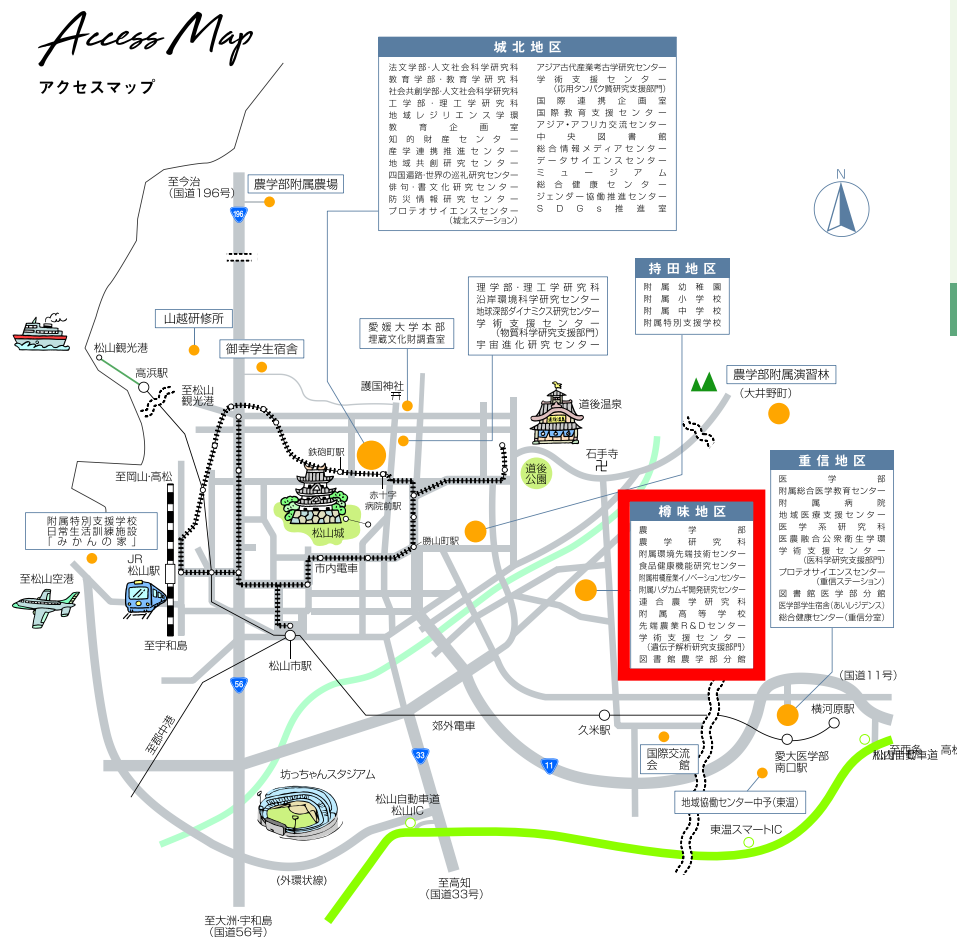 Access Map
アクセスマップ
城北地区
法文学部・人文社会科学研究科
教育学部・教育学研究科
社会共創学部・人文社会科学研究科
工学部・理工学研究科
地域レジリエンス学環
教育企画室
知的財産センター
産学連携推進センター
地域共創研究センター
四国遍路・世界の巡礼研究センター
俳句・書文化研究センター
防災情報研究センター
プロテオサイエンスセンター
(城北ステーション)
アジア古代産業考古学研究センター
学術支援センター
(応用タンパク質研究支援部門)
国際連携企画室
国際教育支援センター
アジア・アフリカ交流センター
中央図書館
総合情報メディアセンター
データサイエンスセンター
ミュージアム
総合健康センター
ジェンダー協働推進センター
SDGs推進室
至今治
(国道196号)
農学部附属農場
196
N
持田地区
附属幼稚園
附属小学校
附属中学校
附属特別支援学校
理学部・理工学研究科
沿岸環境科学研究センター
地球深部ダイナミクス研究センター
学術支援センター
(物質科学研究支援部門)
宇宙進化研究センター
山越研修所
愛媛大学本部
埋蔵文化財調査室
御幸学生宿舎
松山観光港
高浜駅
至松山
観光港
護国神社
道後温泉
農学部附属演習林
(大井野町)
鉄砲町駅
石手寺
道後
公園
至岡山・高松
赤十字
病院前駅
重信地区
医学部
附属総合医学教育センター
附属病院
地域医療支援センター
医学系研究科
医農融合公衆衛生学環
学術支援センター
(医科学研究支援部門)
プロテオサイエンスセンター
(重信ステーション)
図書館医学部分館
医学部学生宿舎(あいレジデンス)
総合健康センター(重信分室)
樽味地区
農学部
農学研究科
附属環境先端技術センター
食品健康機能研究センター
附属柑橘産業イノベーションセンター
附属ハダカムギ開発研究センター
連合農学研究科
附属高等学校
先端農業R&Dセンター
学術支援センター
(遺伝子解析研究支援部門)
図書館農学部分館
附属特別支援学校
日常生活訓練施設
「みかんの家」
松山城
勝山町駅
JR
松山駅
市内電車
至松山空港
至宇和島
松山市駅
56
(国道11号)
至郡中港
郊外電車
久米駅
横河原駅
33
11
国際交流
会館
愛大医学部
南口駅
至西条 高松
松山自動車道
川内IC
坊っちゃんスタジアム
松山自動車道
松山IC
地域協働センター中予(東温)
東温スマートIC
(外環状線)
至高知
(国道33号)
至大洲・宇和島
(国道56号)